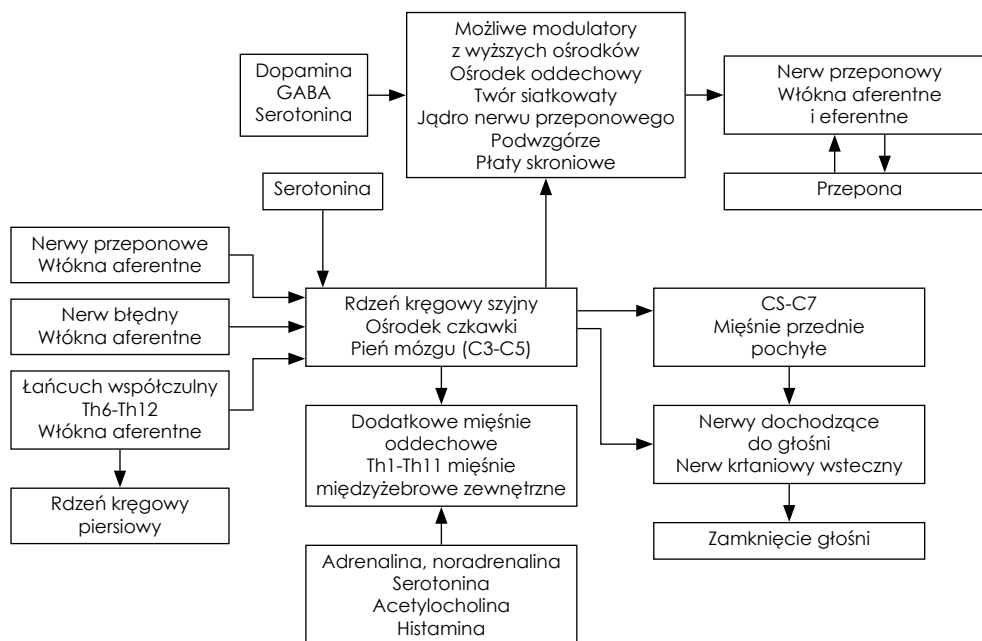 Możliwe modulatory
z wyższych ośrodków
Ośrodek oddechowy
Twór siatkowaty
Jądro nerwu przeponowego
Podwzgórze
Płaty skroniowe
Dopamina
GABA
Serotonina
Nerw przeponowy
Włókna aferentne
i eferentne
Przepona
Serotonina
Nerwy przeponowe
Włókna aferentne
Nerw błędny
Włókna aferentne
Łańcuch współczulny
Th6-Th12
Włókna aferentne
Rdzeń kręgowy
piersiowy
Rdzeń kręgowy szyjny
Ośrodek czkawki
Pień mózgu (C3-C5)
CS-C7
Mięśnie przednie
pochyłe
Dodatkowe mięśnie
oddechowe
Th1-Th11 mięśnie
międzyżebrowe zewnętrzne
Nerwy dochodzące
do głośni
Nerw krtaniowy wsteczny
Zamknięcie głośni
Adrenalina, noradrenalina
Serotonina
Acetylocholina
Histamina